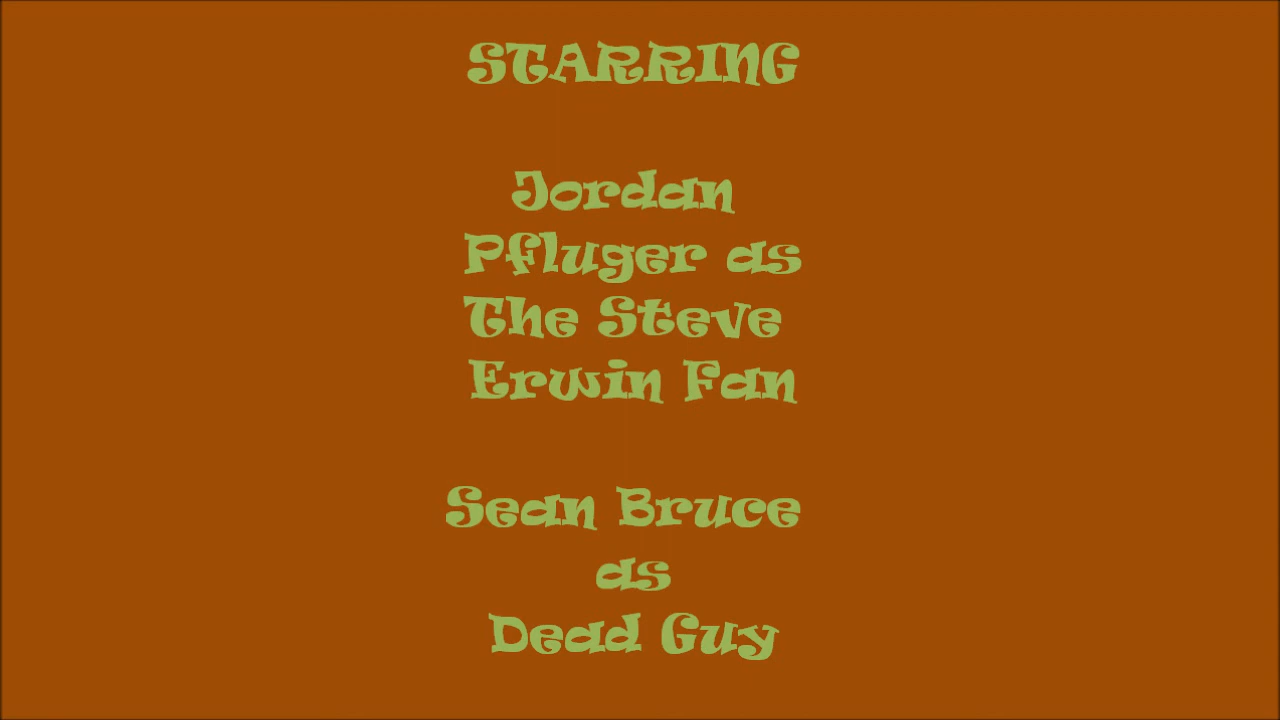 STARRING
Jordan
Pfluger as
The Steve
Erwin Fan
Sean Bruce
as
Dead Guy